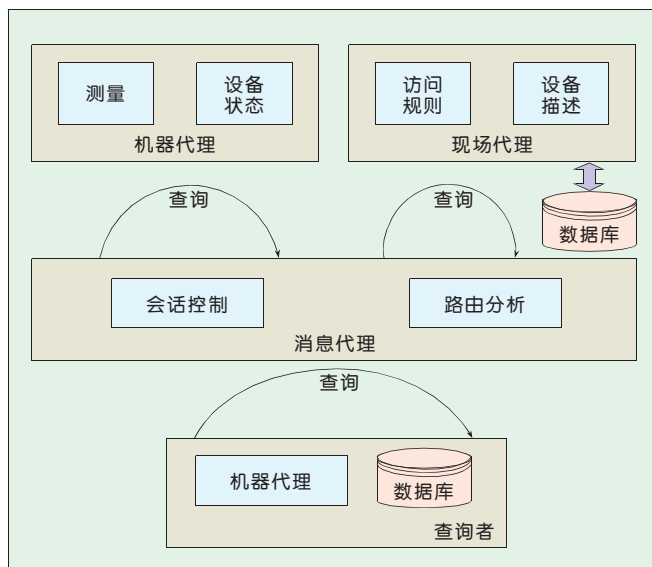 测量
设备
状态
机器代理
访问
规则
设备
描述
现场代理
查询
查询
数据库
会话控制
路由分析
消息代理
查询
机器代理
数据库
查询者